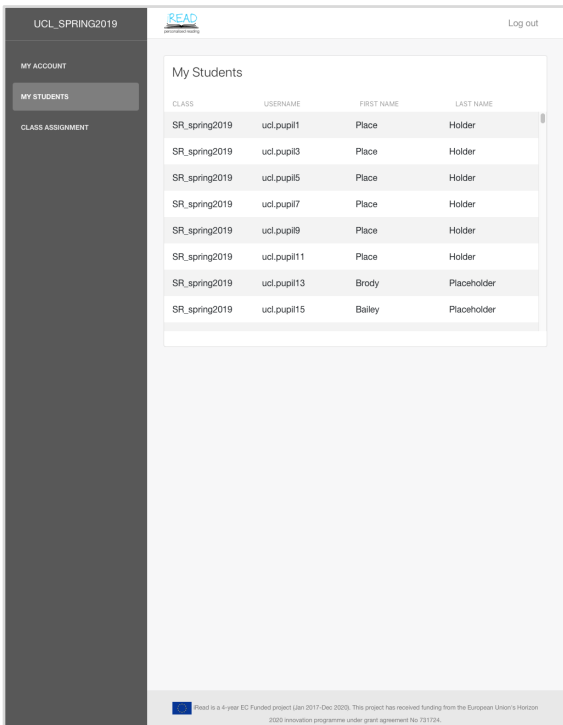 UCL_SPRING2019
iREAD
personalised reading
Log out
MY ACCOUNT
MY STUDENTS
CLASS ASSIGNMENT
My Students
CLASS USERNAME FIRST NAME LAST NAME
SR_spring2019 ucl.pupil1 Place Holder
SR_spring2019 ucl.pupil3 Place Holder
SR_spring2019 ucl.pupil5 Place Holder
SR_spring2019 ucl.pupil7 Place Holder
SR_spring2019 ucl.pupil9 Place Holder
SR_spring2019 ucl.pupil11 Place Holder
SR_spring2019 ucl.pupil13 Brody Placeholder
SR_spring2019 ucl.pupil15 Bailey Placeholder
iRead is a 4-year EC Funded project (Jan 2017-Dec 2020). This project has received funding from the European Union's Horizon
2020 innovation programme under grant agreement No 731724.